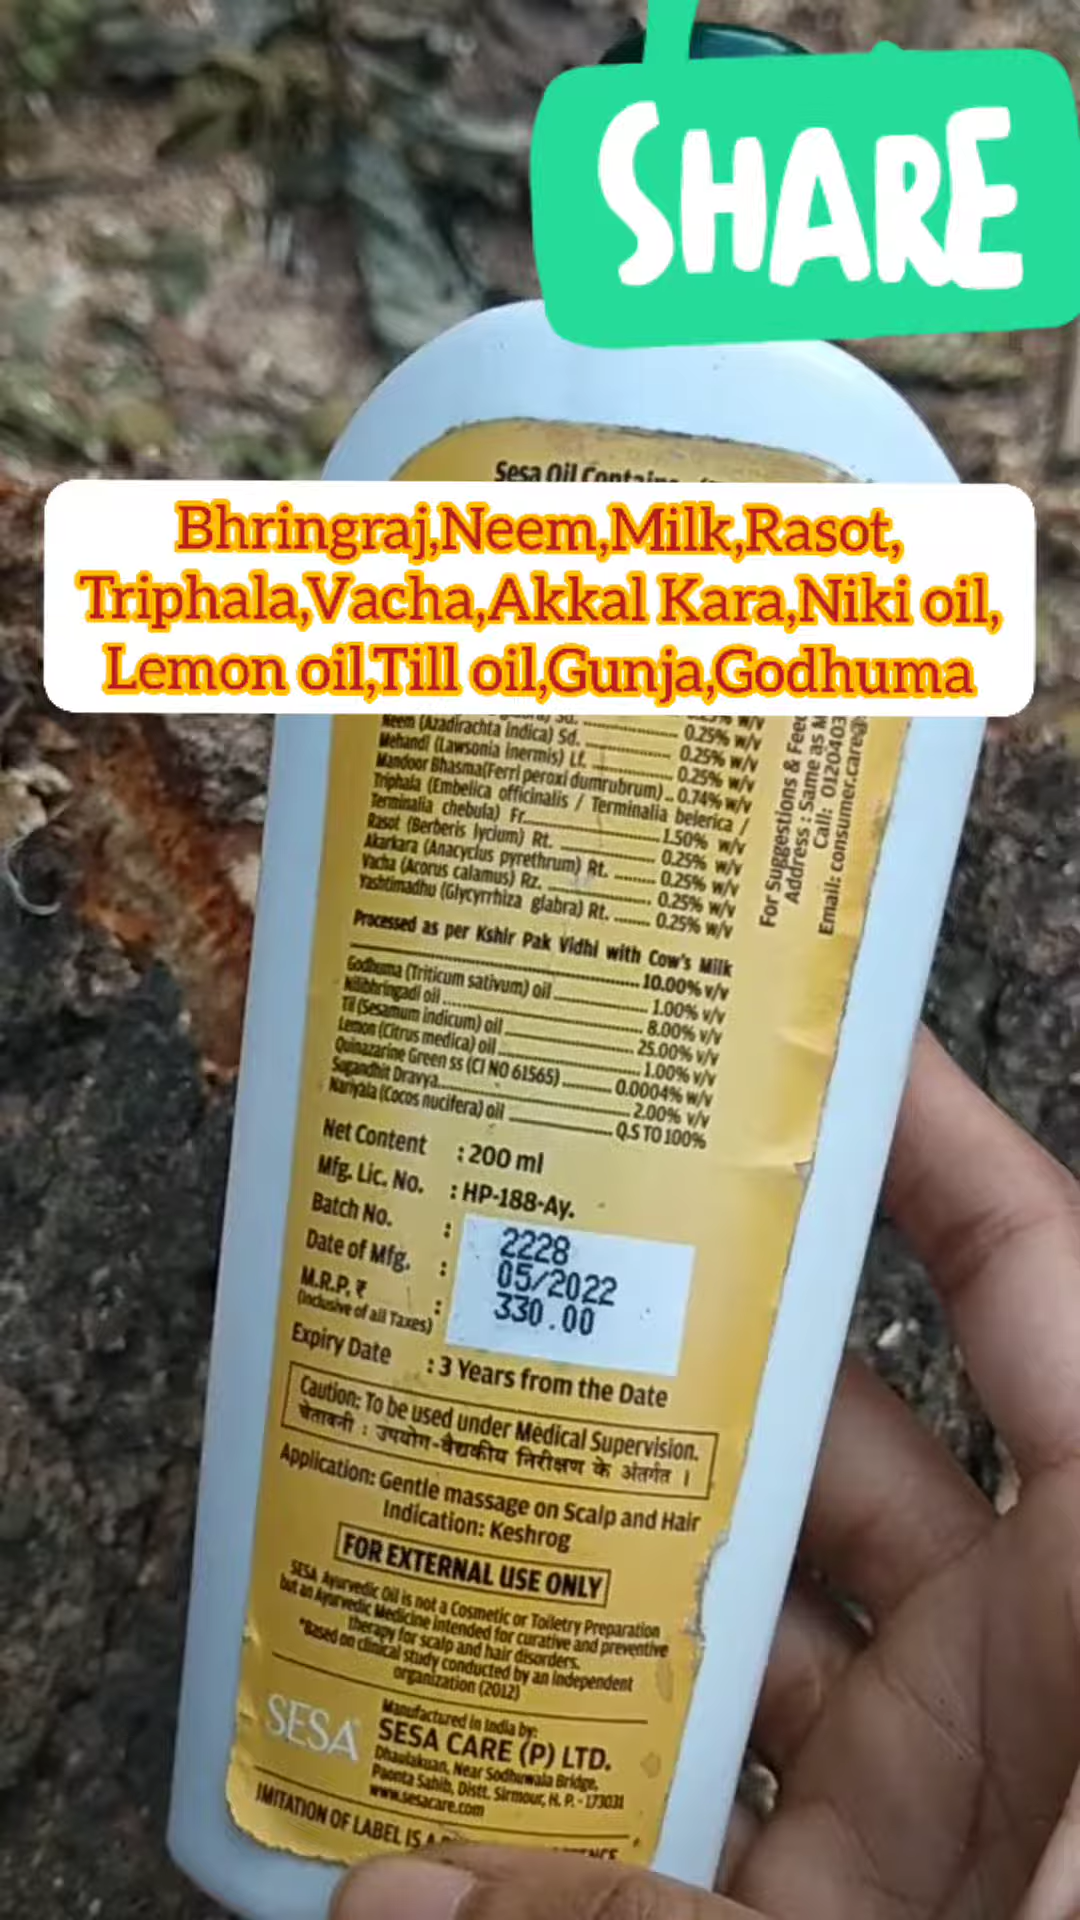 SHARE
Sesa Oil Contains
Bhringraj,Neem,Milk,Rasot,
Triphala,Vacha,Akkal Kara,Niki oil,
Lemon oil,Till oil,Gunja,Godhuma
Sd. 0.25% w/v
Neem (Azadirachta indica) Sd. 0.25% w/v
Mehandi (Lawsonia inermis) Lf. 0.25% w/v
Mandoor Bhasma(Ferri peroxi dumrubrum) .. 0.74% w/v
Triphala (Embelica officinalis / Terminalia belerica /
Terminalia chebula) Fr. 1.50% w/v
Rasot (Berberis lycium) Rt. 0.25% w/v
Akarkara (Anacyclus pyrethrum) Rt. 0.25% w/v
Vacha (Acorus calamus) Rz. 0.25% w/v
Yashtimadhu (Glycyrrhiza glabra) Rt. 0.25% w/v
Processed as per Kshir Pak Vidhi with Cow's Milk
10.00% v/v
Godhuma (Triticum sativum) oil 1.00% v/v
Nilibhringadi oil 8.00% v/v
Til (Sesamum indicum) oil 25.00% v/v
Lemon (Citrus medica) oil 1.00% v/v
Quinazarine Green ss (CI NO 61565) 0.0004% w/v
Sugandhit Dravya 2.00% v/v
Nariyala (Cocos nucifera) oil Q.S TO 100%
For Suggestions & Feed
Address : Same as M
Call: 0120403
Email: consumer.care@
Net Content : 200 ml
Mfg. Lic. No. : HP-188-Ay.
Batch No. : 2228
Date of Mfg. : 05/2022
M.R.P. ₹ : 330.00
(Inclusive of all Taxes)
Expiry Date : 3 Years from the Date
Caution: To be used under Medical Supervision.
चेतावनी : उपयोग-वैद्यकीय निरीक्षण के अंतर्गत ।
Application: Gentle massage on Scalp and Hair
Indication: Keshrog
FOR EXTERNAL USE ONLY
SESA Ayurvedic Oil is not a Cosmetic or Toiletry Preparation
but an Ayurvedic Medicine intended for curative and preventive
therapy for scalp and hair disorders.
*Based on clinical study conducted by an independent
organization (2012)
SESA
Manufactured in India by:
SESA CARE (P) LTD.
Dhaulakuan, Near Sodhuwala Bridge,
Paonta Sahib, Distt. Sirmour, H. P. - 173031
www.sesacare.com
IMITATION OF LABEL IS A